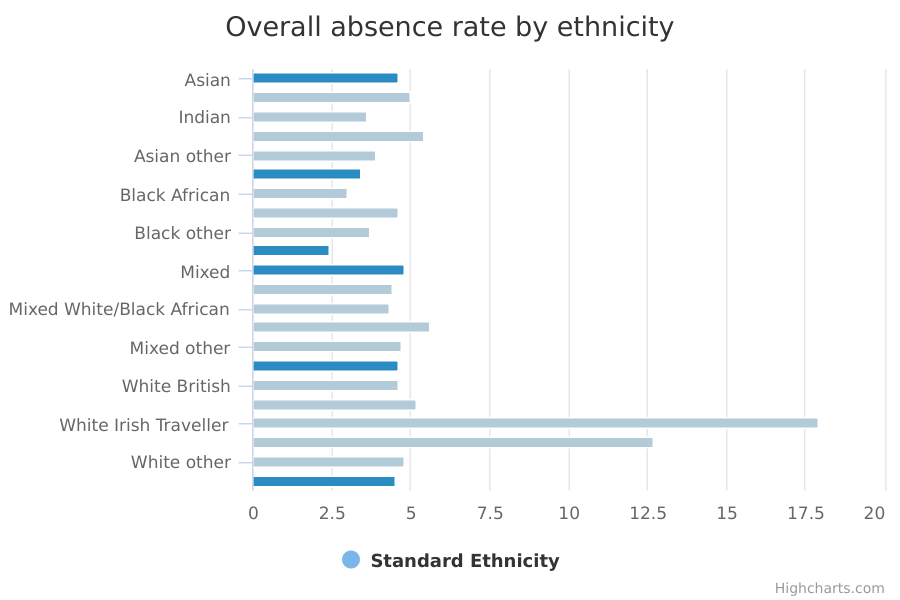 Overall absence rate by ethnicity
Asian
Indian
Asian other
Black African
Black other
Mixed
Mixed White/Black African
Mixed other
White British
White Irish Traveller
White other
0 2.5 5 7.5 10 12.5 15 17.5 20
Standard Ethnicity
Highcharts.com